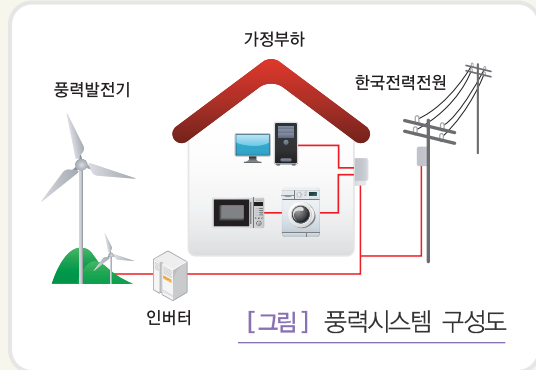 가정부하
풍력발전기
한국전력전원
인버터
[그림] 풍력시스템 구성도